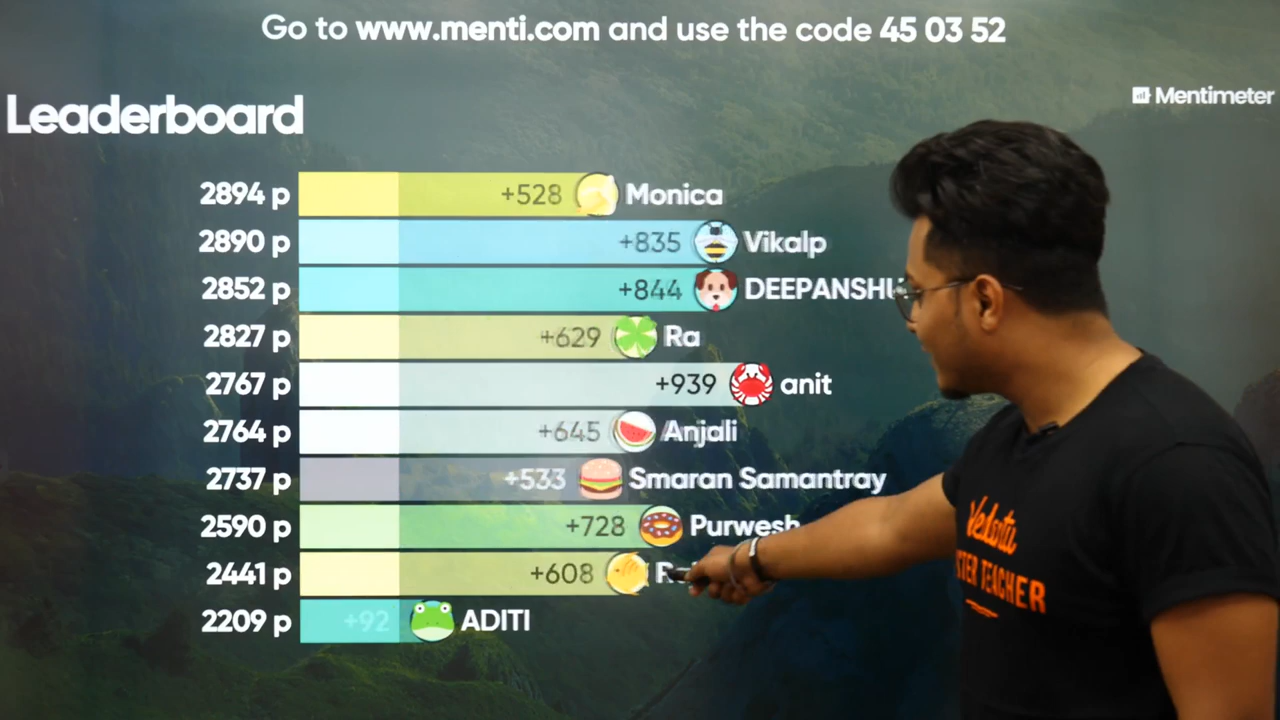 Go to www.menti.com and use the code 45 03 52
Mentimeter
Leaderboard
2894 p +528 Monica
2890 p +835 Vikalp
2852 p +844 DEEPANSHU
2827 p +629 Ra
2767 p +939 anit
2764 p +645 Anjali
2737 p +533 Smaran Samantray
2590 p +728 Purwesh
2441 p +608
2209 p +92 ADITI
Vedantu
TEACHER